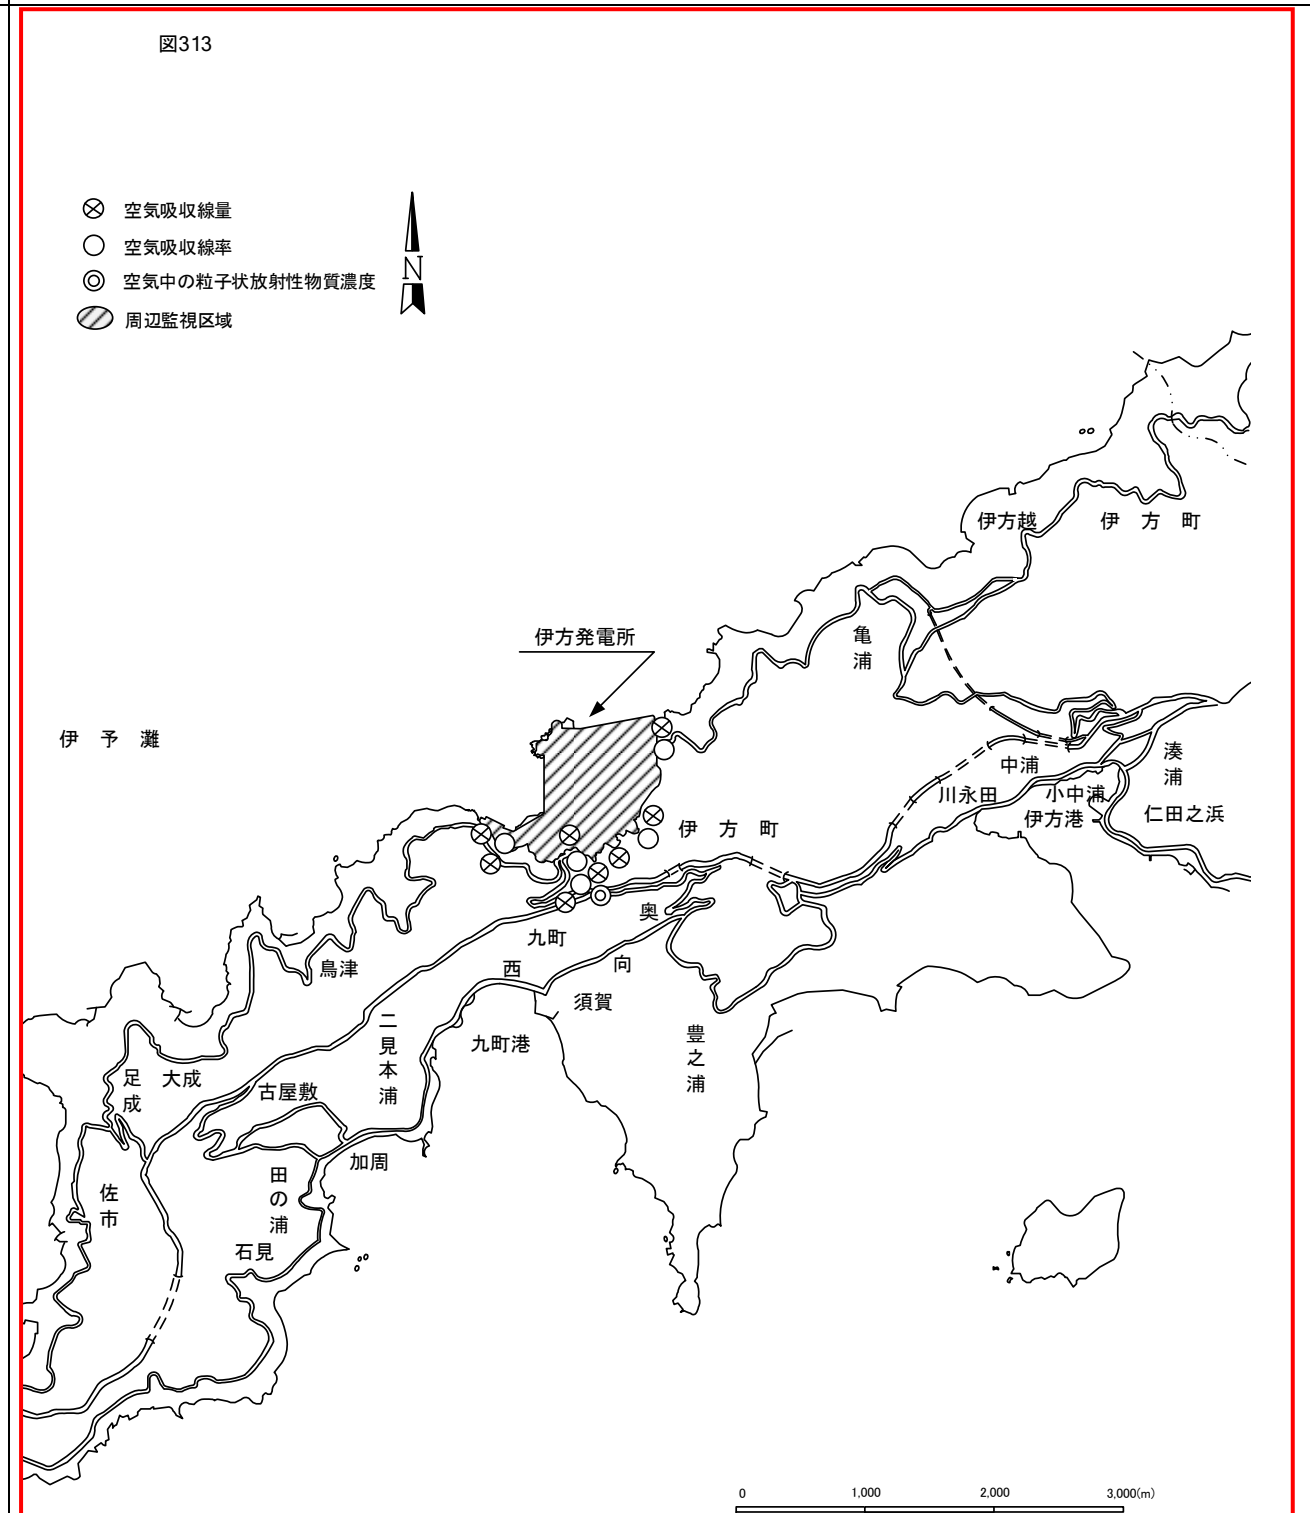 図313
空気吸収線量
空気吸収線率
空気中の粒子状放射性物質濃度
周辺監視区域
N
伊方越
伊方町
伊方発電所
亀浦
伊予灘
中浦
湊浦
川永田
小中浦
伊方港
仁田之浜
伊方町
奥
九町
鳥津
西
向
須賀
二見本浦
九町港
豊之浦
足成
大成
古屋敷
加周
田の浦
佐市
石見
0 1,000 2,000 3,000(m)